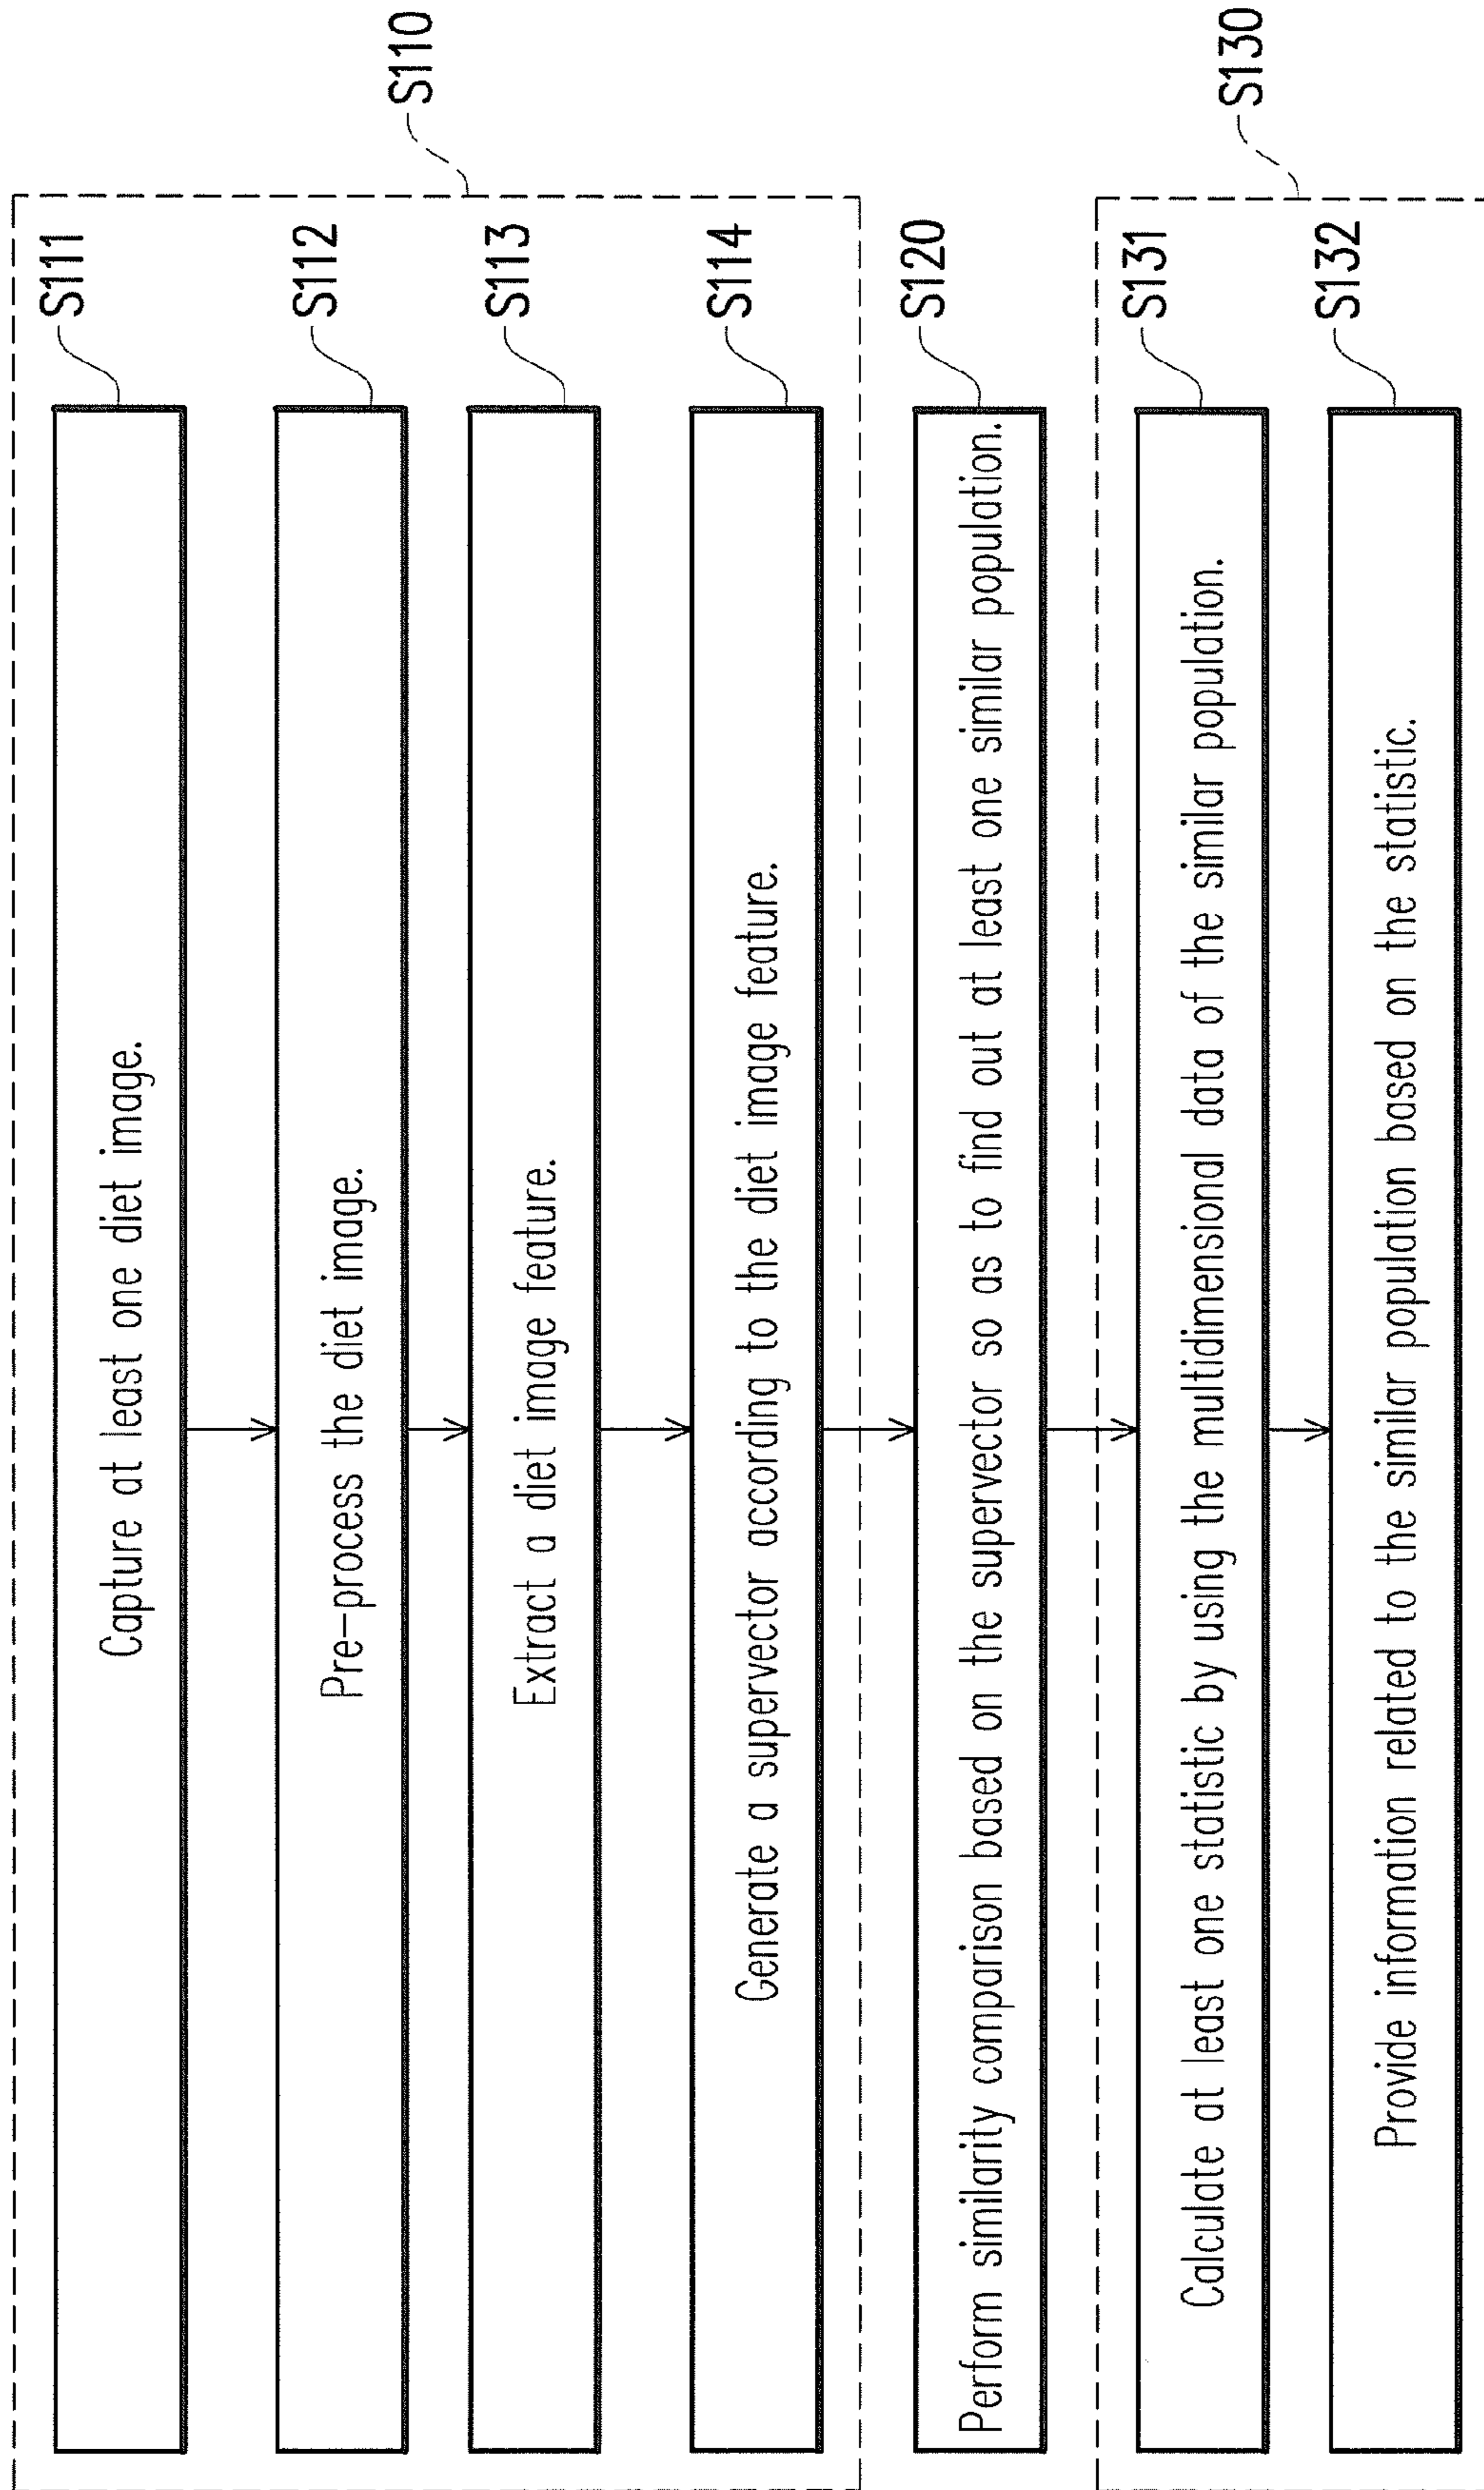 S110
S111
Capture at least one diet image.
S112
Pre-process the diet image.
S113
Extract a diet image feature.
S114
Generate a supervector according to the diet image feature.
S120
Perform similarity comparison based on the supervector so as to find out at least one similar population.
S130
S131
Calculate at least one statistic by using the multidimensional data of the similar population.
S132
Provide information related to the similar population based on the statistic.